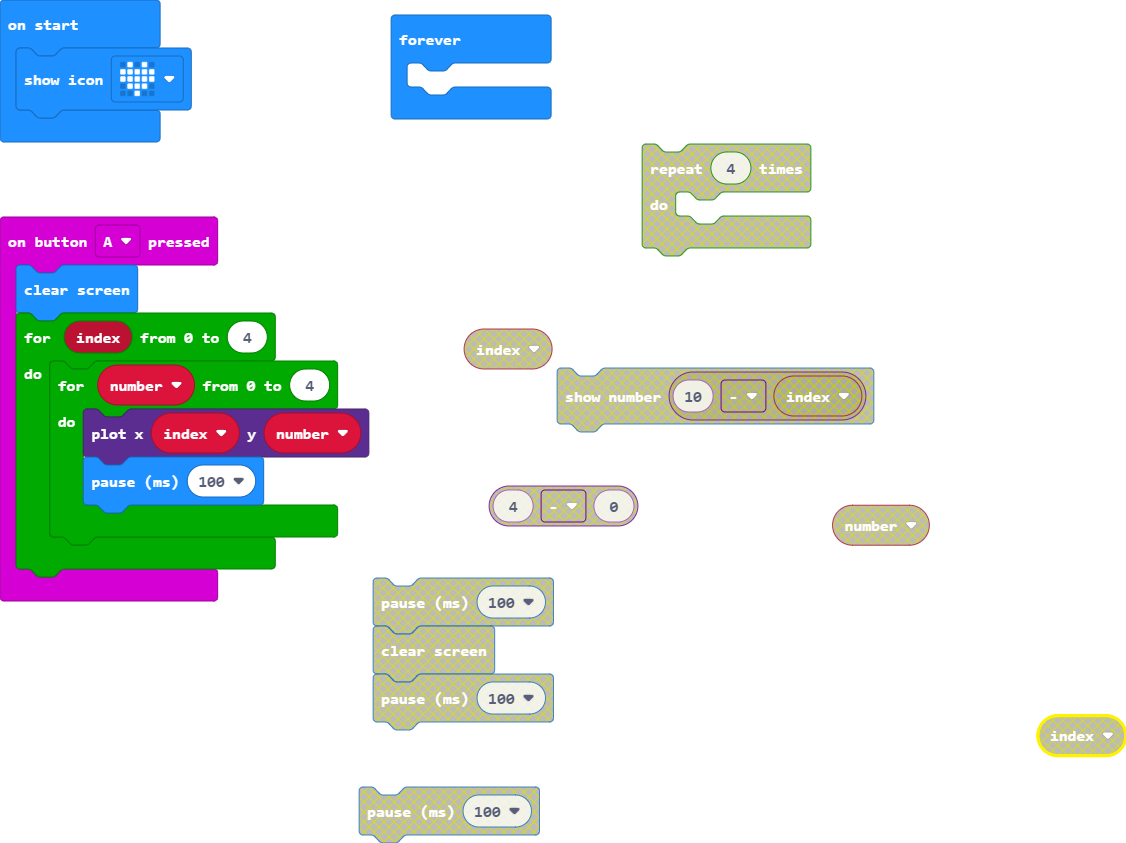 on start
show icon
forever
repeat 4 times
do
on button A pressed
clear screen
for index from 0 to 4
do
for number from 0 to 4
do
plot x index y number
pause (ms) 100
index
show number 10 - index
4 - 0
number
pause (ms) 100
clear screen
pause (ms) 100
index
pause (ms) 100